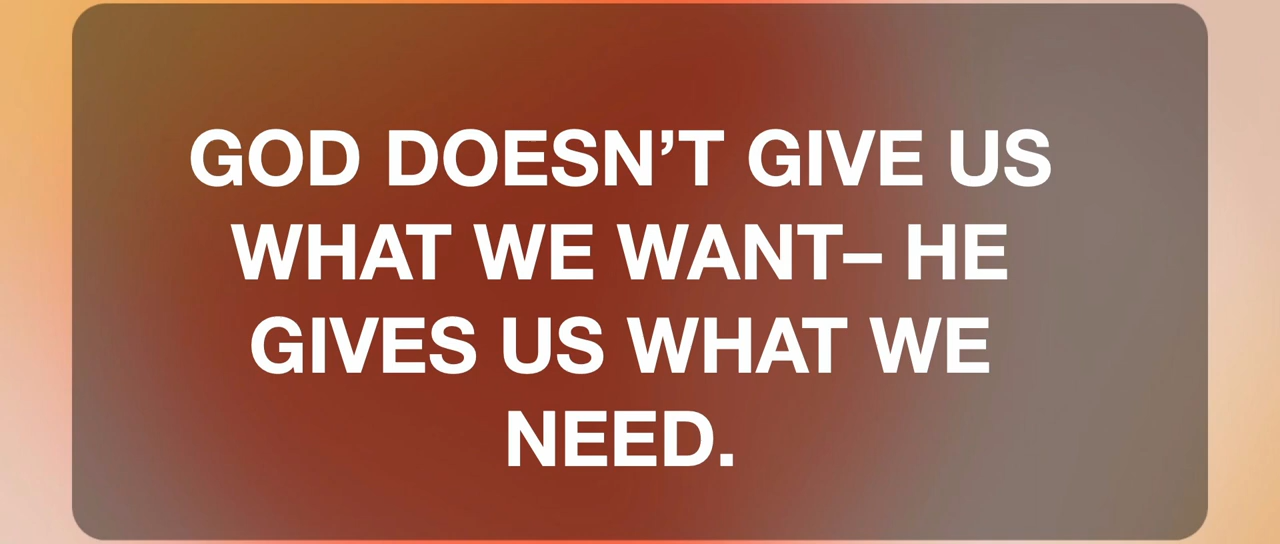 GOD DOESN’T GIVE US
WHAT WE WANT– HE
GIVES US WHAT WE
NEED.